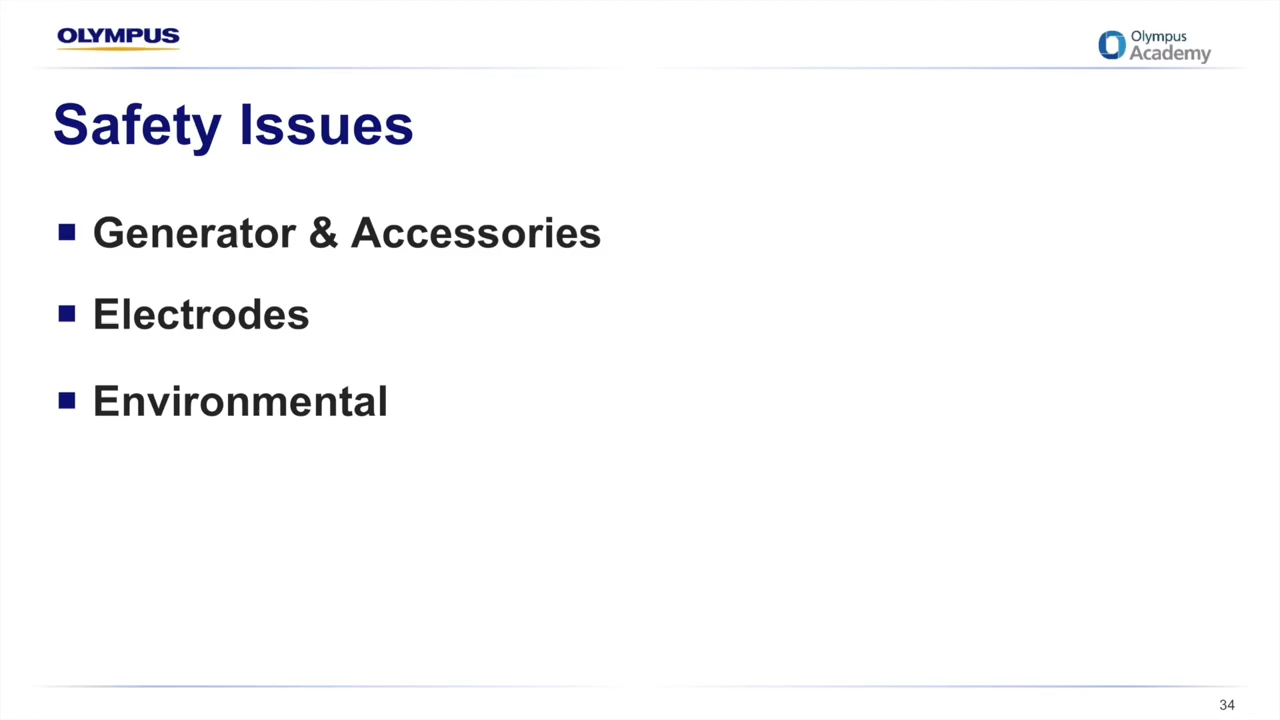 OLYMPUS
Olympus
Academy
Safety Issues
Generator & Accessories
Electrodes
Environmental
34